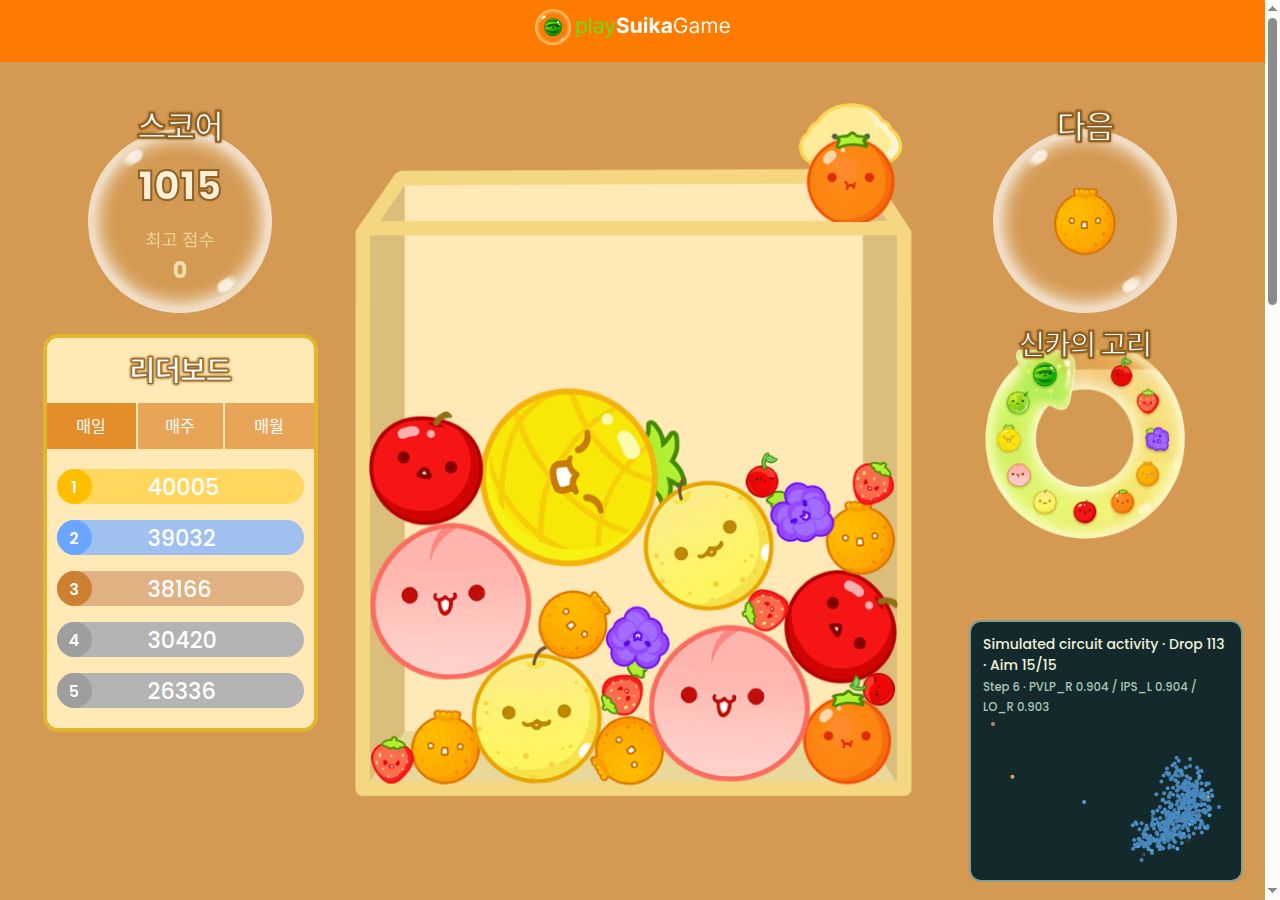 playSuikaGame
스코어
1015
최고 점수
0
리더보드
매일 매주 매월
1 40005
2 39032
3 38166
4 30420
5 26336
다음
신카의 고리
Simulated circuit activity · Drop 113
· Aim 15/15
Step 6 · PVLP_R 0.904 / IPS_L 0.904 /
LO_R 0.903